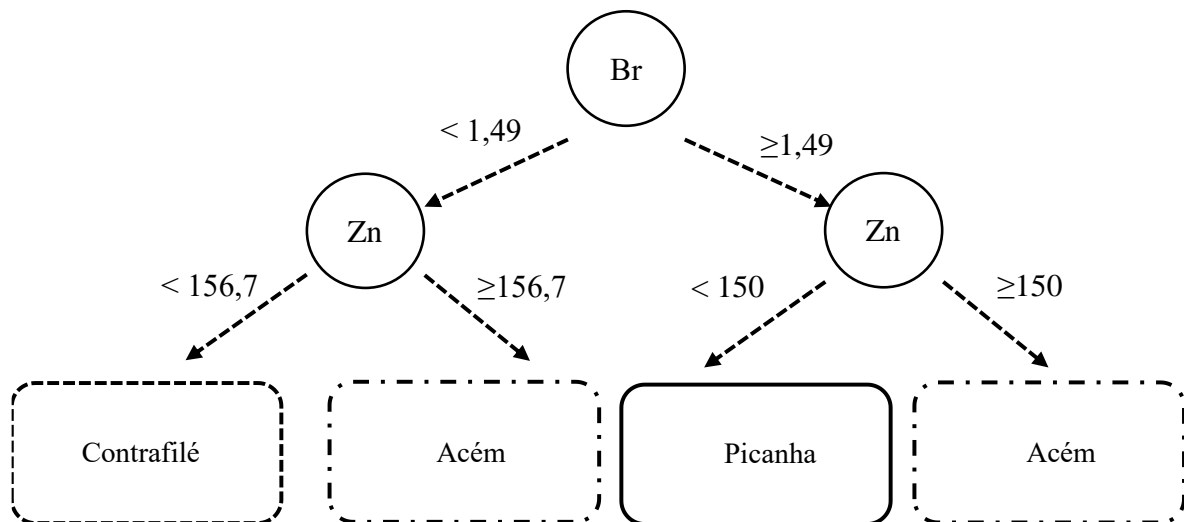 Br
< 1,49
≥1,49
Zn
Zn
< 156,7
≥156,7
< 150
≥150
Contrafilé
Acém
Picanha
Acém